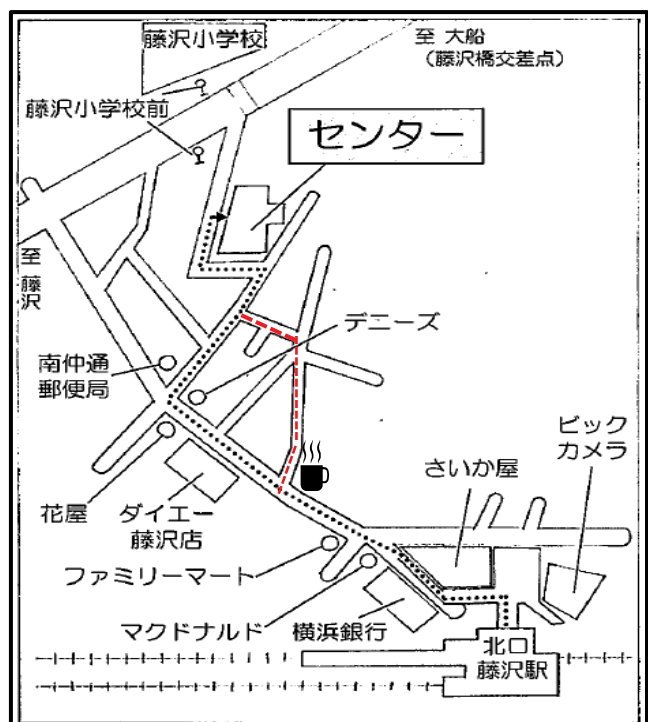 藤沢小学校
至 大船
（藤沢橋交差点）
藤沢小学校前
センター
至 藤沢
デニーズ
南仲通
郵便局
ビック
カメラ
さいか屋
花屋
ダイエー
藤沢店
ファミリーマート
マクドナルド
横浜銀行
北口
藤沢駅